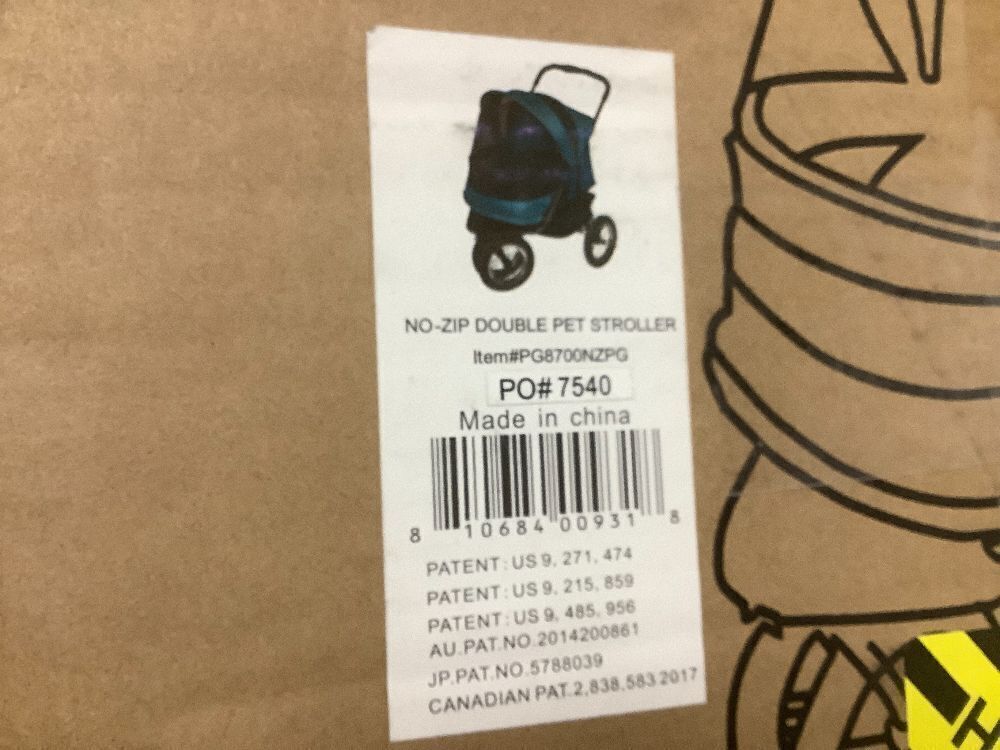 NO-ZIP DOUBLE PET STROLLER
Item#PG8700NZPG
PO# 7540
Made in china
8 10684 00931 8
PATENT: US 9, 271, 474
PATENT: US 9, 215, 859
PATENT: US 9, 485, 956
AU.PAT.NO.2014200861
JP.PAT.NO.5788039
CANADIAN PAT.2,838,583 2017